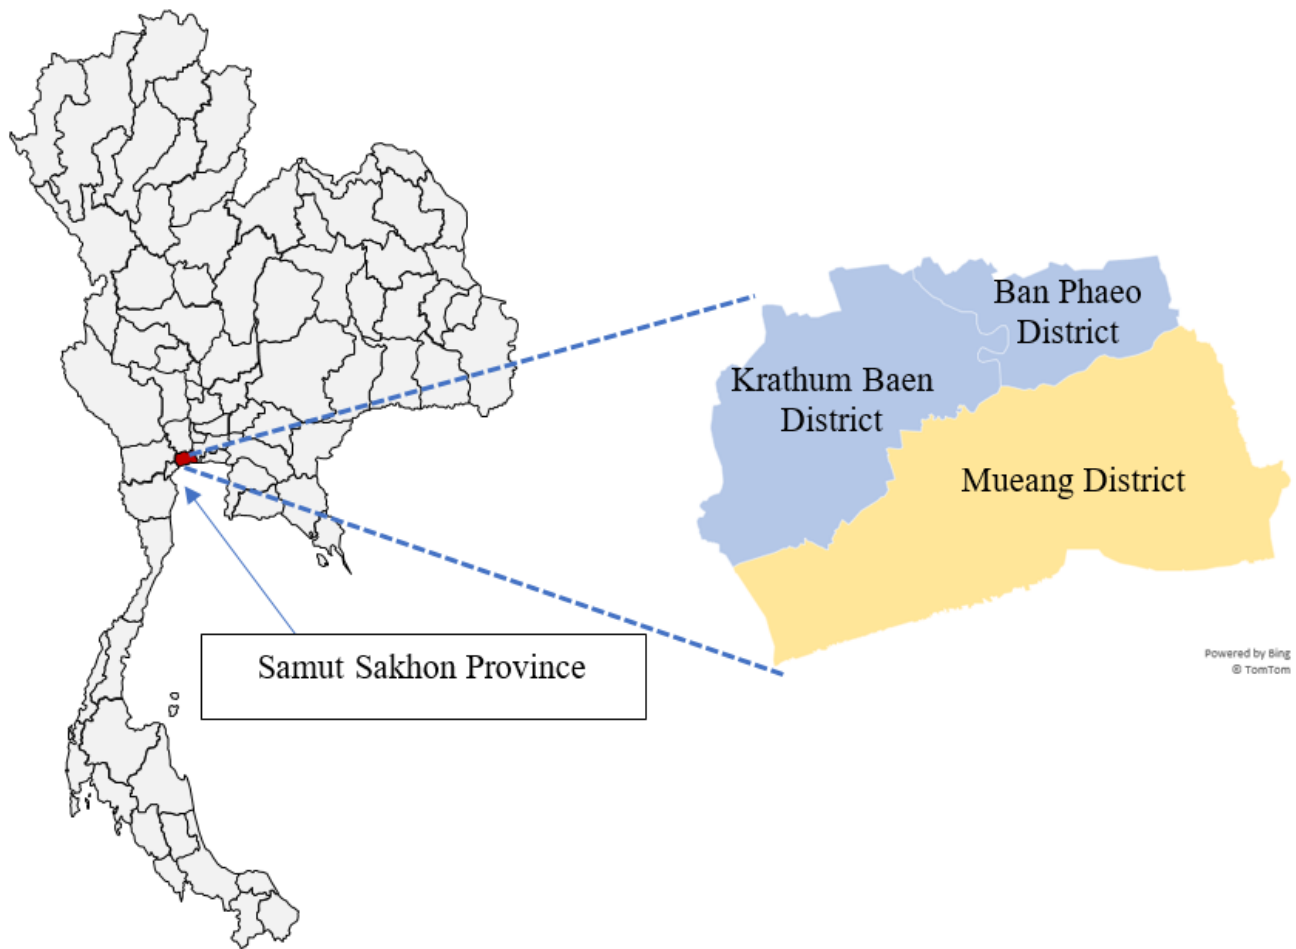 Ban Phaeo
District
Krathum Baen
District
Mueang District
Samut Sakhon Province
Powered by Bing
© TomTom